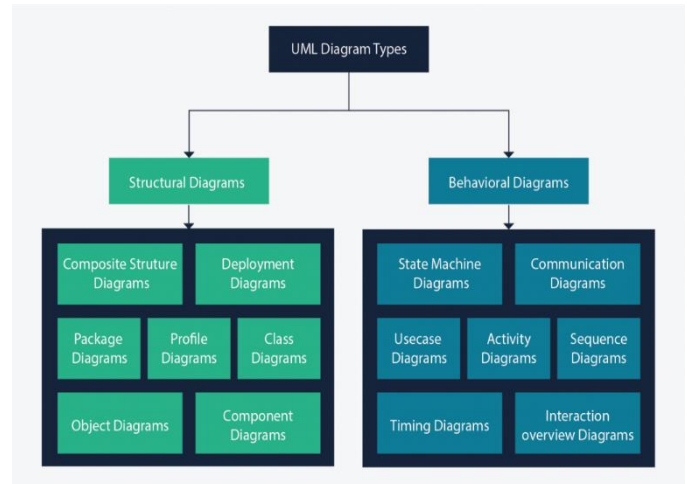 UML Diagram Types
Structural Diagrams
Behavioral Diagrams
Composite Struture
Diagrams
Deployment
Diagrams
Package
Diagrams
Profile
Diagrams
Class
Diagrams
Object Diagrams
Component
Diagrams
State Machine
Diagrams
Communication
Diagrams
Usecase
Diagrams
Activity
Diagrams
Sequence
Diagrams
Timing Diagrams
Interaction
overview Diagrams